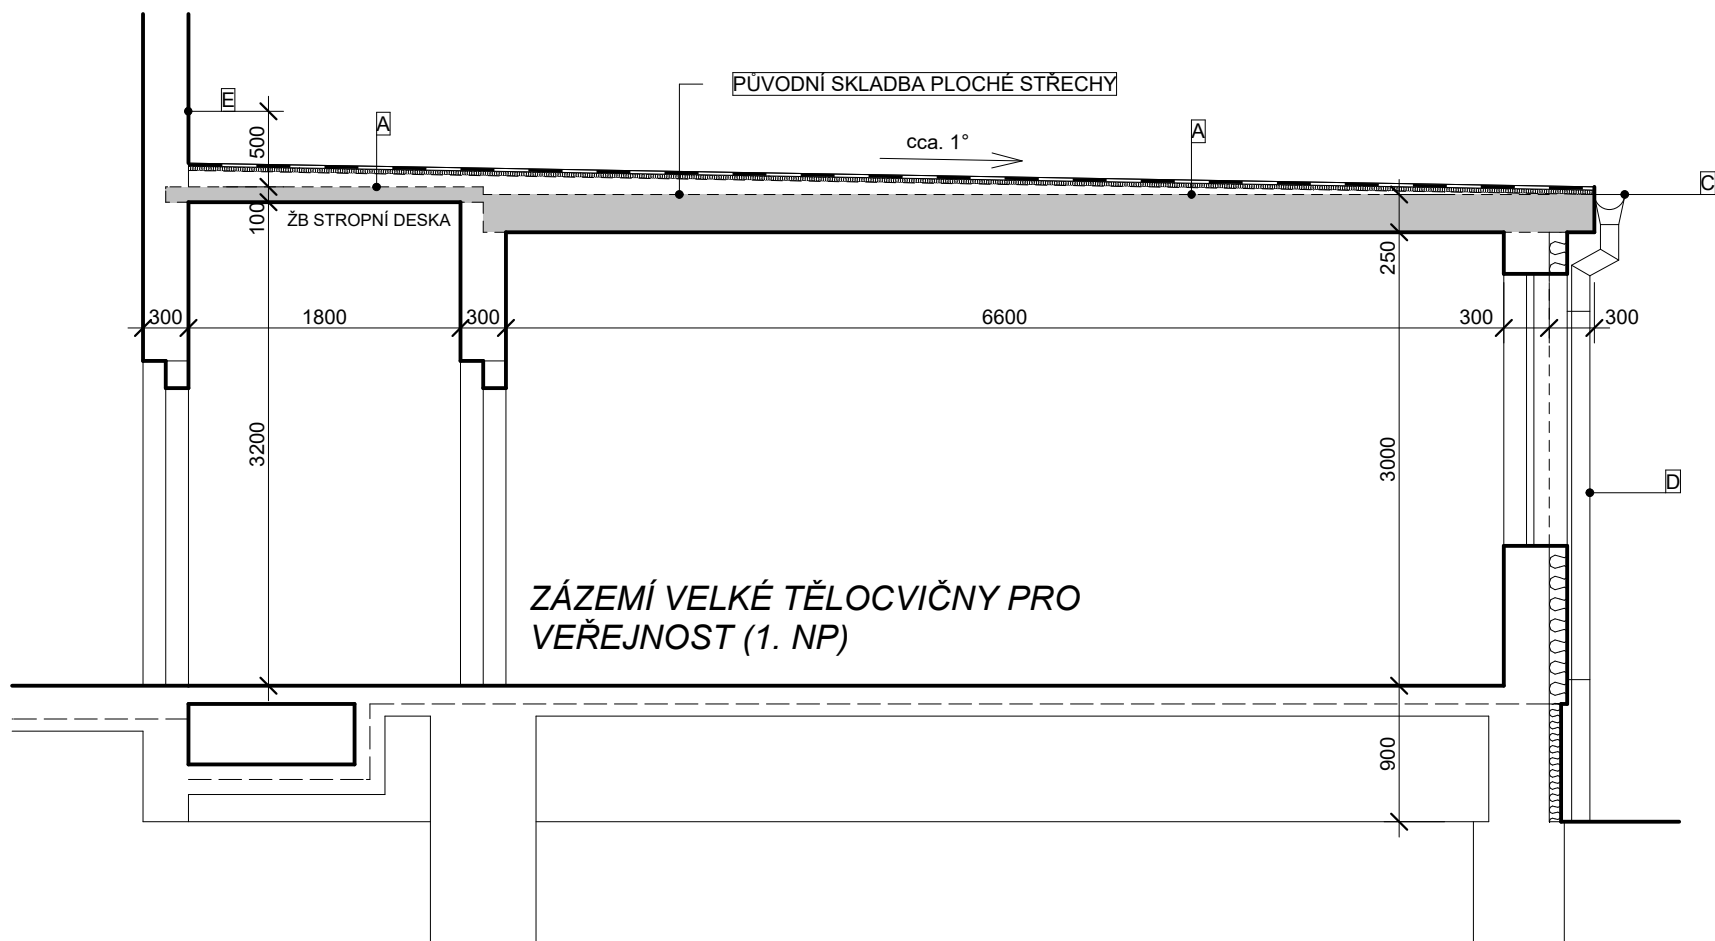 PŮVODNÍ SKLADBA PLOCHÉ STŘECHY
E
A
A
500
cca. 1°
C
100
ŽB STROPNÍ DESKA
250
300
1800
300
6600
300
300
3200
3000
D
ZÁZEMÍ VELKÉ TĚLOCVIČNY PRO
VEŘEJNOST (1. NP)
900